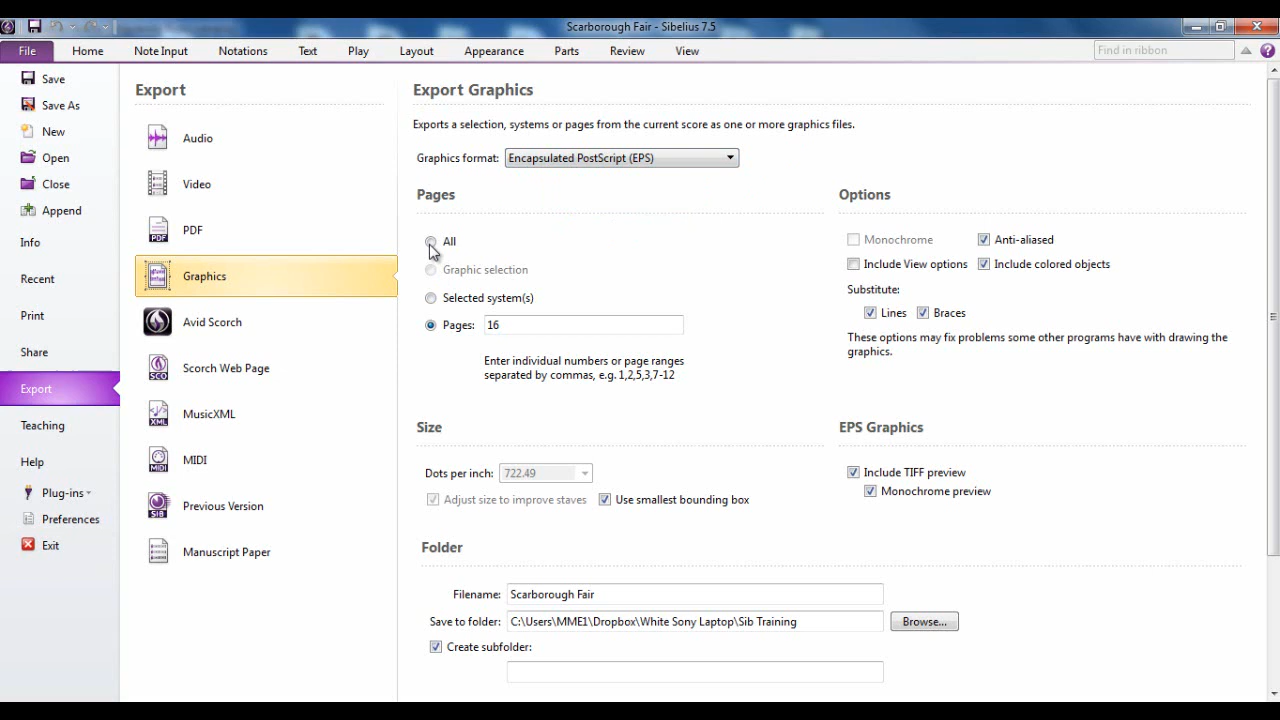 Scarborough Fair - Sibelius 7.5
File Home Note Input Notations Text Play Layout Appearance Parts Review View Find in ribbon
Save
Save As
New
Open
Close
Append
Info
Recent
Print
Share
Export
Teaching
Help
Plug-ins
Preferences
Exit
Export
Audio
Video
PDF
Graphics
Avid Scorch
Scorch Web Page
MusicXML
MIDI
Previous Version
Manuscript Paper
Export Graphics
Exports a selection, systems or pages from the current score as one or more graphics files.
Graphics format: Encapsulated PostScript (EPS)
Pages
All
Graphic selection
Selected system(s)
Pages: 16
Enter individual numbers or page ranges
separated by commas, e.g. 1,2,5,3,7-12
Options
Monochrome Anti-aliased
Include View options Include colored objects
Substitute:
Lines Braces
These options may fix problems some other programs have with drawing the
graphics.
Size
Dots per inch: 722.49
Adjust size to improve staves Use smallest bounding box
EPS Graphics
Include TIFF preview
Monochrome preview
Folder
Filename: Scarborough Fair
Save to folder: C:\Users\MME1\Dropbox\White Sony Laptop\Sib Training Browse...
Create subfolder: